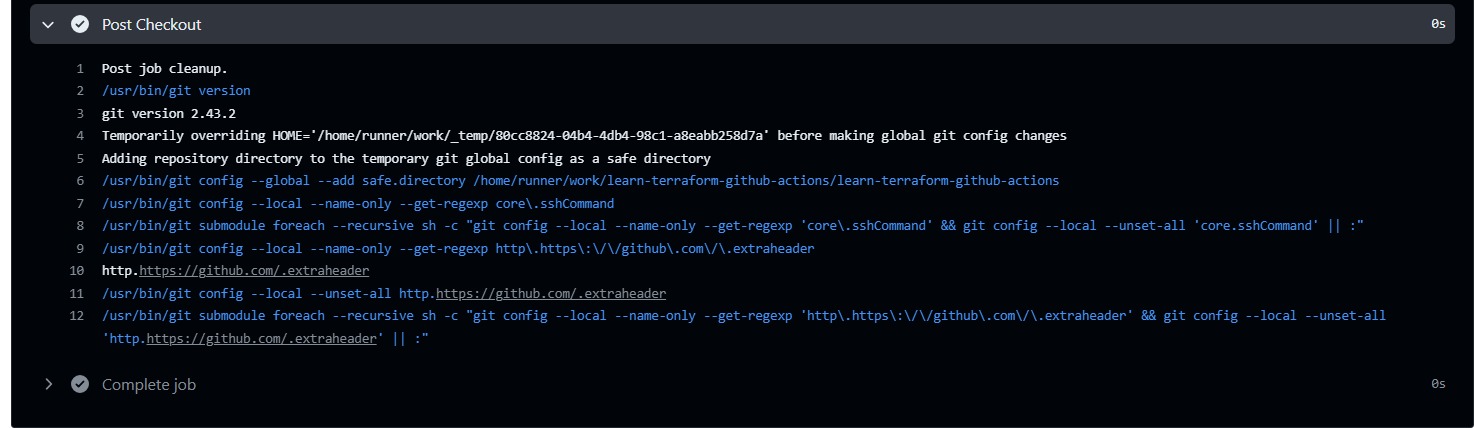 Post Checkout 0s
1 Post job cleanup.
2 /usr/bin/git version
3 git version 2.43.2
4 Temporarily overriding HOME='/home/runner/work/_temp/80cc8824-04b4-4db4-98c1-a8eabb258d7a' before making global git config changes
5 Adding repository directory to the temporary git global config as a safe directory
6 /usr/bin/git config --global --add safe.directory /home/runner/work/learn-terraform-github-actions/learn-terraform-github-actions
7 /usr/bin/git config --local --name-only --get-regexp core\.sshCommand
8 /usr/bin/git submodule foreach --recursive sh -c "git config --local --name-only --get-regexp 'core\.sshCommand' && git config --local --unset-all 'core.sshCommand' || :"
9 /usr/bin/git config --local --name-only --get-regexp http\.https\:\/\/github\.com\/\.extraheader
10 http.https://github.com/.extraheader
11 /usr/bin/git config --local --unset-all http.https://github.com/.extraheader
12 /usr/bin/git submodule foreach --recursive sh -c "git config --local --name-only --get-regexp 'http\.https\:\/\/github\.com\/\.extraheader' && git config --local --unset-all
'http.https://github.com/.extraheader' || :"
Complete job 0s